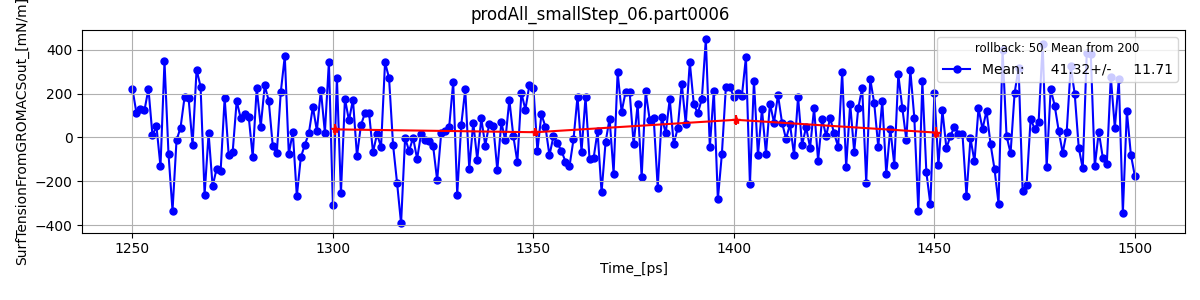 prodAll_smallStep_06.part0006
SurfTensionFromGROMACSout_[mN/m]
400
200
0
−200
−400
rollback: 50. Mean from 200
Mean: 41.32+/- 11.71
1250 1300 1350 1400 1450 1500
Time_[ps]